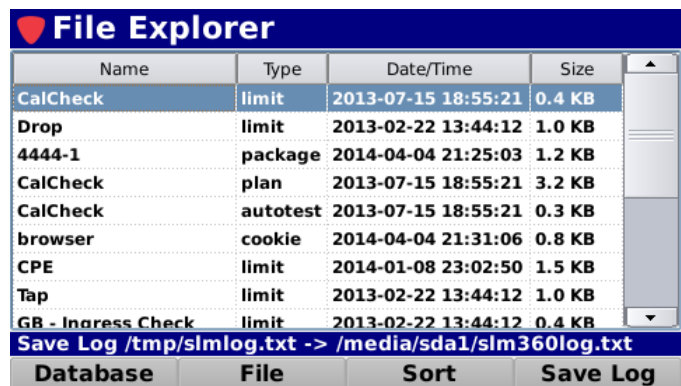 File Explorer
Name Type Date/Time Size
CalCheck limit 2013-07-15 18:55:21 0.4 KB
Drop limit 2013-02-22 13:44:12 1.0 KB
4444-1 package 2014-04-04 21:25:03 1.2 KB
CalCheck plan 2013-07-15 18:55:21 3.2 KB
CalCheck autotest 2013-07-15 18:55:21 0.3 KB
browser cookie 2014-04-04 21:31:06 0.8 KB
CPE limit 2014-01-08 23:02:50 1.5 KB
Tap limit 2013-02-22 13:44:12 1.0 KB
GB - Ingress Check limit 2013-02-22 13:44:12 0.4 KB
Save Log /tmp/slmlog.txt -> /media/sda1/slm360log.txt
Database File Sort Save Log